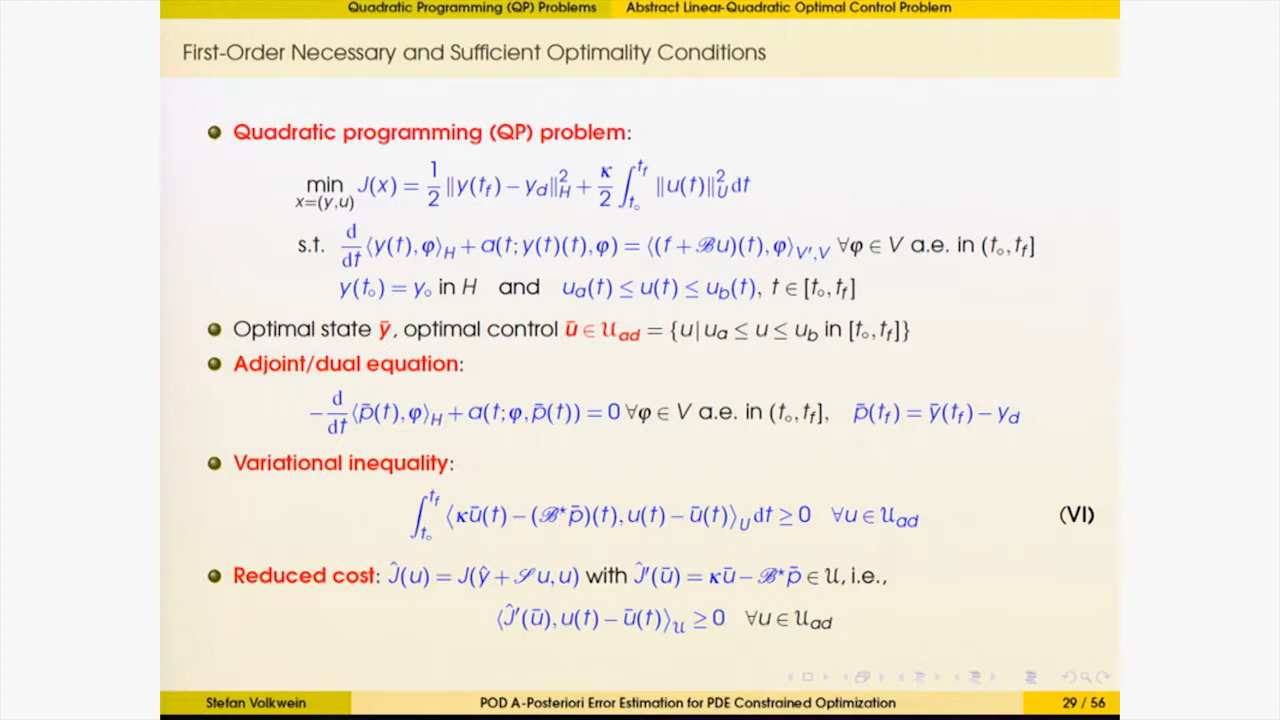 Quadratic Programming (QP) Problems Abstract Linear-Quadratic Optimal Control Problem
First-Order Necessary and Sufficient Optimality Conditions
Quadratic programming (QP) problem:
min_{x=(y,u)} J(x) = 1/2 ‖y(t_f) − y_d‖²_H + κ/2 ∫_{t_∘}^{t_f} ‖u(t)‖²_U dt
s.t. d/dt ⟨y(t), φ⟩_H + a(t; y(t)(t), φ) = ⟨(f + ℬu)(t), φ⟩_{V′,V} ∀φ ∈ V a.e. in (t_∘, t_f]
y(t_∘) = y_∘ in H and u_a(t) ≤ u(t) ≤ u_b(t), t ∈ [t_∘, t_f]
Optimal state ȳ, optimal control ū ∈ 𝒰_ad = {u | u_a ≤ u ≤ u_b in [t_∘, t_f]}
Adjoint/dual equation:
− d/dt ⟨p̄(t), φ⟩_H + a(t; φ, p̄(t)) = 0 ∀φ ∈ V a.e. in (t_∘, t_f], p̄(t_f) = ȳ(t_f) − y_d
Variational inequality:
∫_{t_∘}^{t_f} ⟨κū(t) − (ℬ*p̄)(t), u(t) − ū(t)⟩_U dt ≥ 0 ∀u ∈ 𝒰_ad (VI)
Reduced cost: Ĵ(u) = J(ŷ + 𝒮u, u) with Ĵ′(ū) = κū − ℬ*p̄ ∈ 𝒰, i.e.,
⟨Ĵ′(ū), u(t) − ū(t)⟩_𝒰 ≥ 0 ∀u ∈ 𝒰_ad
Stefan Volkwein POD A-Posteriori Error Estimation for PDE Constrained Optimization 29 / 56